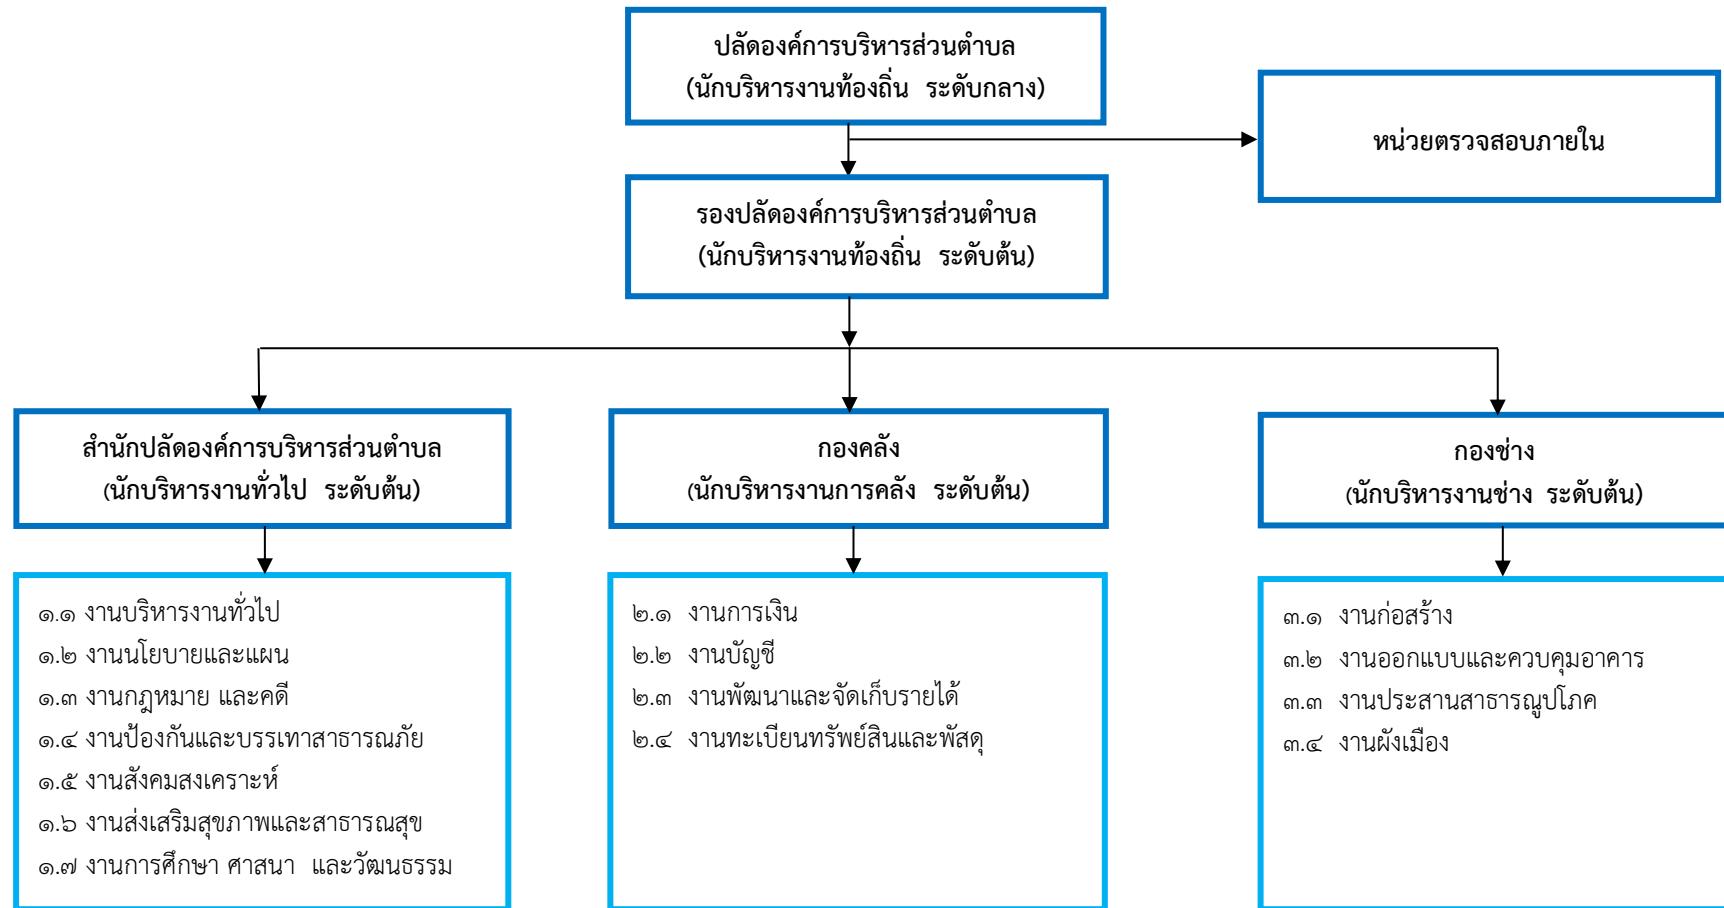 ปลัดองค์การบริหารส่วนตำบล
(นักบริหารงานท้องถิ่น ระดับกลาง)
หน่วยตรวจสอบภายใน
รองปลัดองค์การบริหารส่วนตำบล
(นักบริหารงานท้องถิ่น ระดับต้น)
สำนักปลัดองค์การบริหารส่วนตำบล
(นักบริหารงานทั่วไป ระดับต้น)
กองคลัง
(นักบริหารงานการคลัง ระดับต้น)
กองช่าง
(นักบริหารงานช่าง ระดับต้น)
๑.๑ งานบริหารงานทั่วไป
๑.๒ งานนโยบายและแผน
๑.๓ งานกฎหมาย และคดี
๑.๔ งานป้องกันและบรรเทาสาธารณภัย
๑.๕ งานสังคมสงเคราะห์
๑.๖ งานส่งเสริมสุขภาพและสาธารณสุข
๑.๗ งานการศึกษา ศาสนา และวัฒนธรรม
๒.๑ งานการเงิน
๒.๒ งานบัญชี
๒.๓ งานพัฒนาและจัดเก็บรายได้
๒.๔ งานทะเบียนทรัพย์สินและพัสดุ
๓.๑ งานก่อสร้าง
๓.๒ งานออกแบบและควบคุมอาคาร
๓.๓ งานประสานสาธารณูปโภค
๓.๔ งานผังเมือง